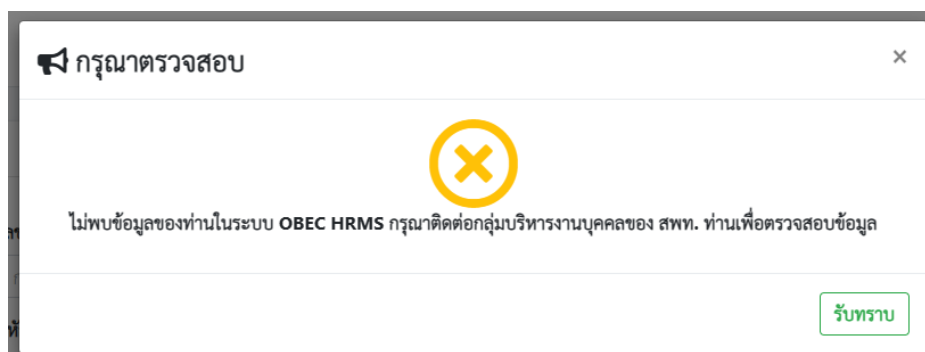 กรุณาตรวจสอบ
×
ไม่พบข้อมูลของท่านในระบบ OBEC HRMS กรุณาติดต่อกลุ่มบริหารงานบุคคลของ สพท. ท่านเพื่อตรวจสอบข้อมูล
รับทราบ